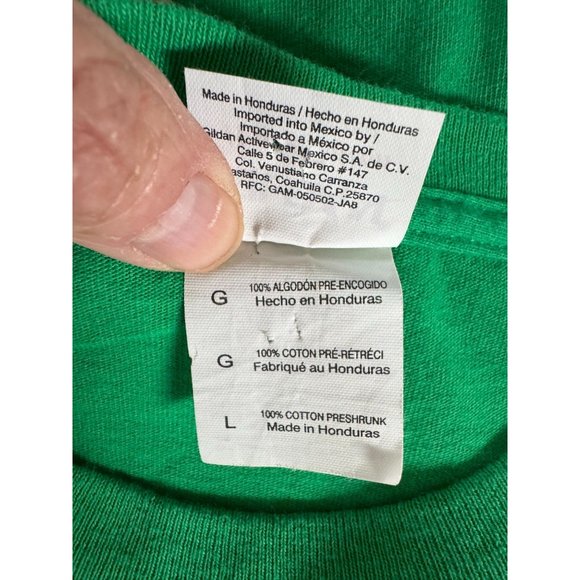 Made in Honduras / Hecho en Honduras
Imported into Mexico by /
Importado a México por
Gildan Activewear Mexico S.A. de C.V.
Calle 5 de Febrero #147
Col. Venustiano Carranza
astaños, Coahuila C.P. 25870
RFC: GAM-050502-JA8
G 100% ALGODÓN PRE-ENCOGIDO
Hecho en Honduras
G 100% COTON PRÉ-RÉTRÉCI
Fabriqué au Honduras
L 100% COTTON PRESHRUNK
Made in Honduras